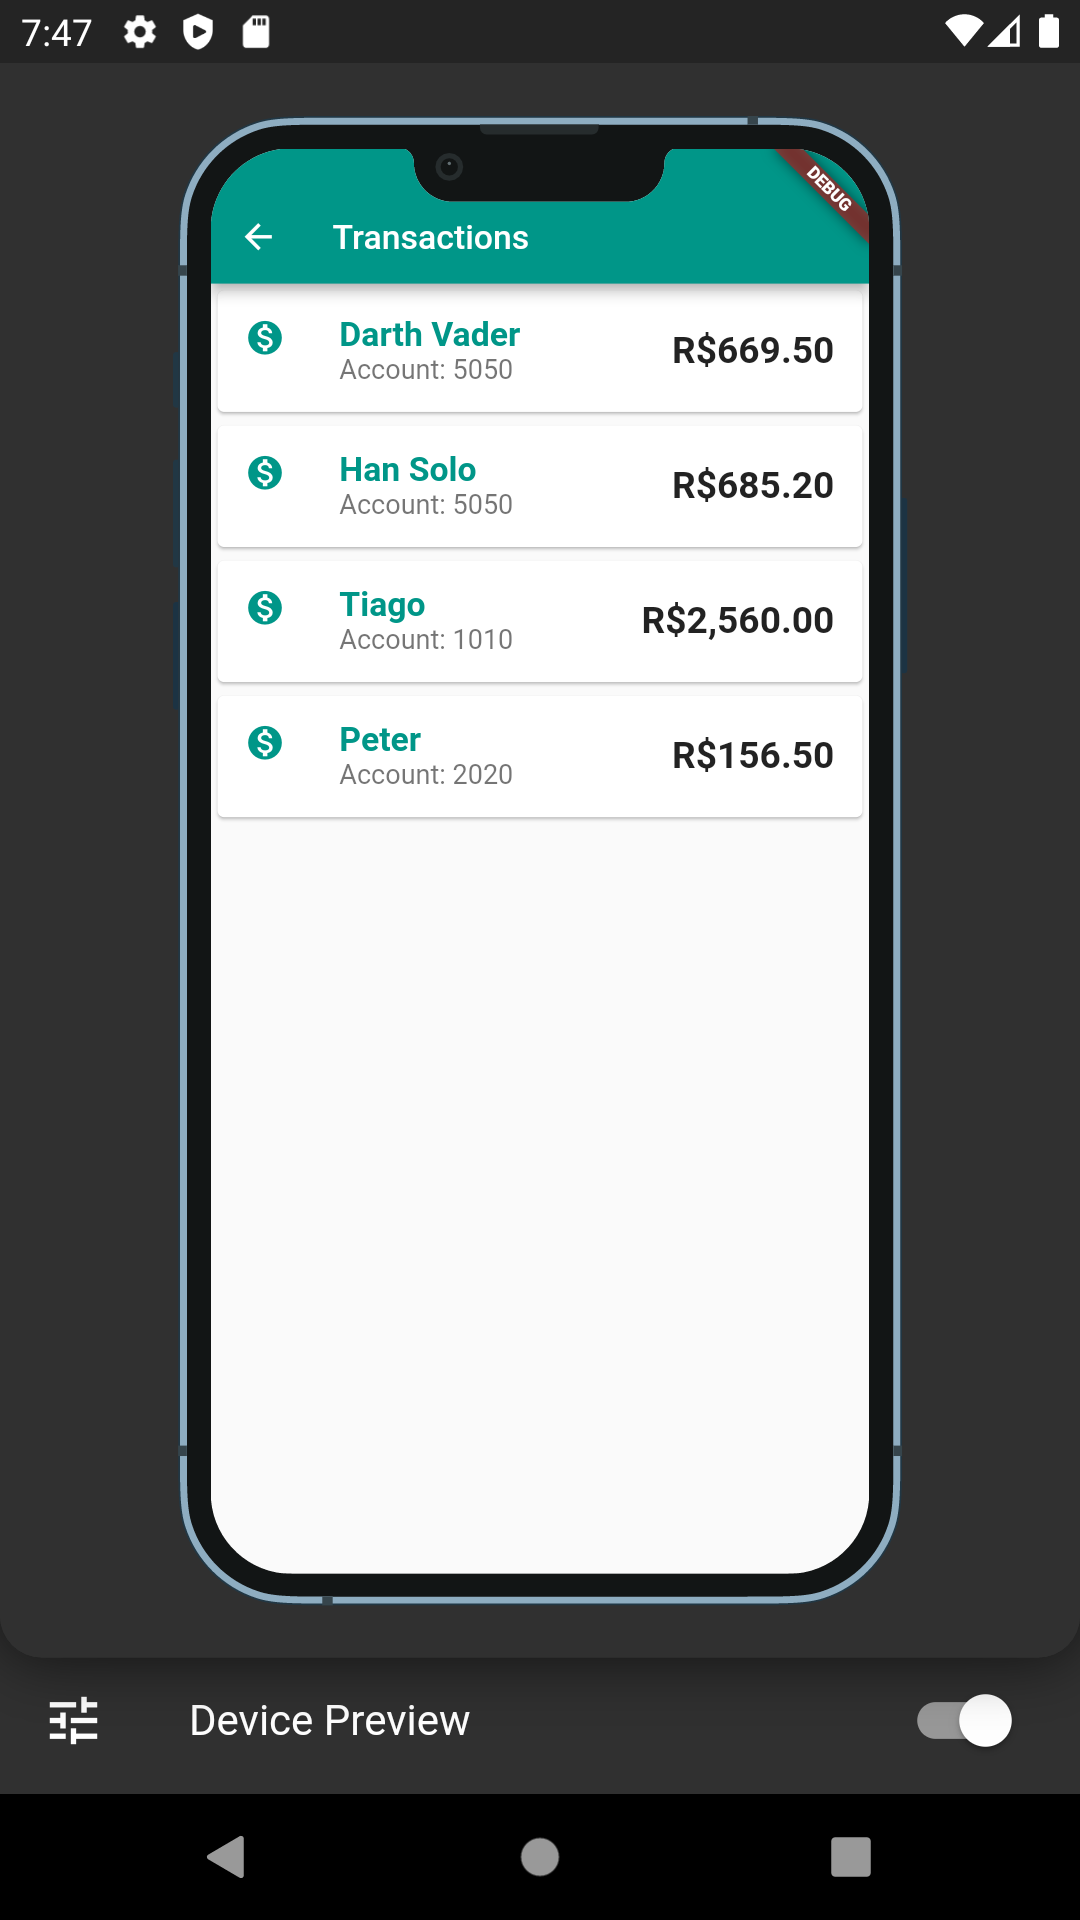 7:47
DEBUG
Transactions
Darth Vader
Account: 5050
R$669.50
Han Solo
Account: 5050
R$685.20
Tiago
Account: 1010
R$2,560.00
Peter
Account: 2020
R$156.50
Device Preview